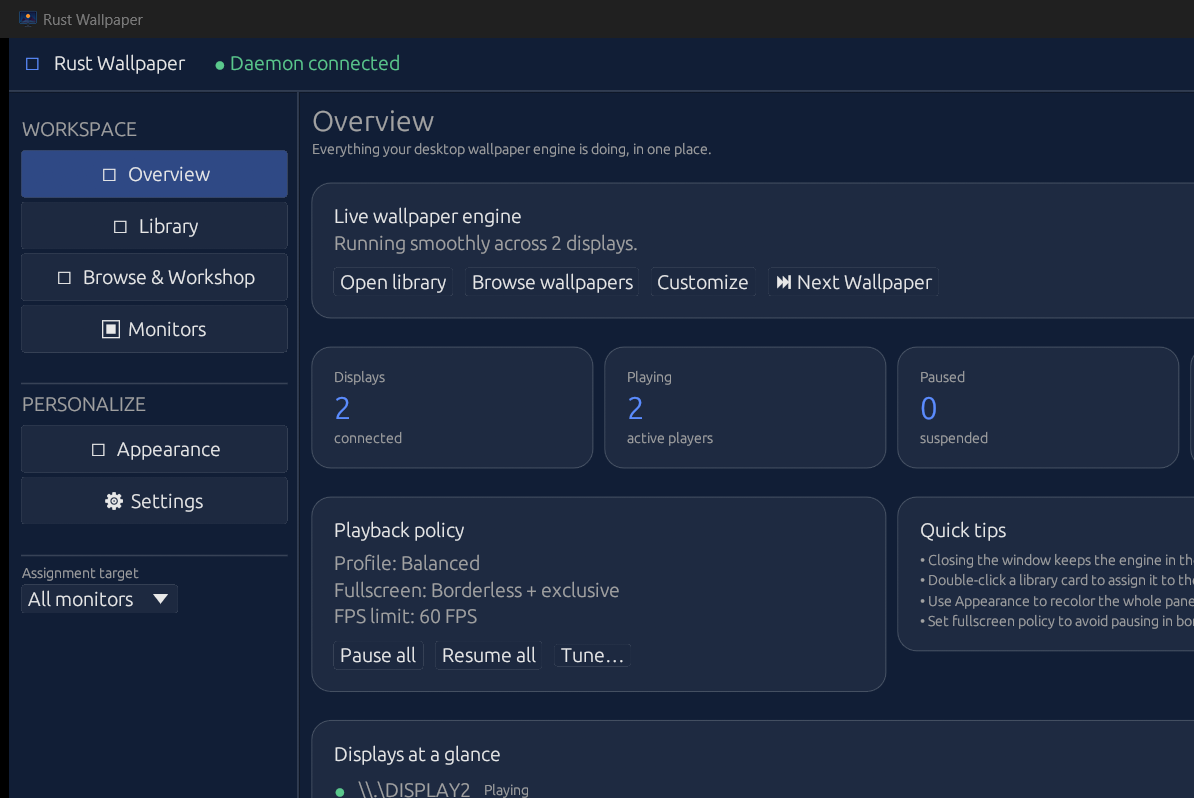 Rust Wallpaper
Rust Wallpaper
● Daemon connected
WORKSPACE
Overview
Library
Browse & Workshop
Monitors
PERSONALIZE
Appearance
Settings
Assignment target
All monitors
Overview
Everything your desktop wallpaper engine is doing, in one place.
Live wallpaper engine
Running smoothly across 2 displays.
Open library Browse wallpapers Customize ⏭ Next Wallpaper
Displays
2
connected
Playing
2
active players
Paused
0
suspended
Playback policy
Profile: Balanced
Fullscreen: Borderless + exclusive
FPS limit: 60 FPS
Pause all Resume all Tune...
Quick tips
• Closing the window keeps the engine in th
• Double-click a library card to assign it to the
• Use Appearance to recolor the whole pane
• Set fullscreen policy to avoid pausing in bor
Displays at a glance
● \\.\DISPLAY2 Playing